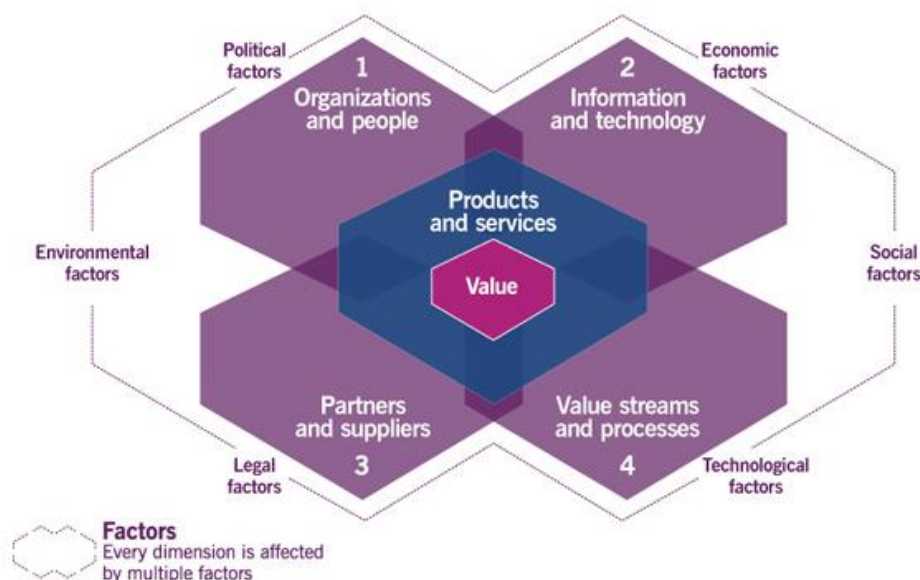 Political
factors
Economic
factors
1
Organizations
and people
2
Information
and technology
Products
and services
Environmental
factors
Value
Social
factors
Partners
and suppliers
3
Value streams
and processes
4
Legal
factors
Technological
factors
Factors
Every dimension is affected
by multiple factors